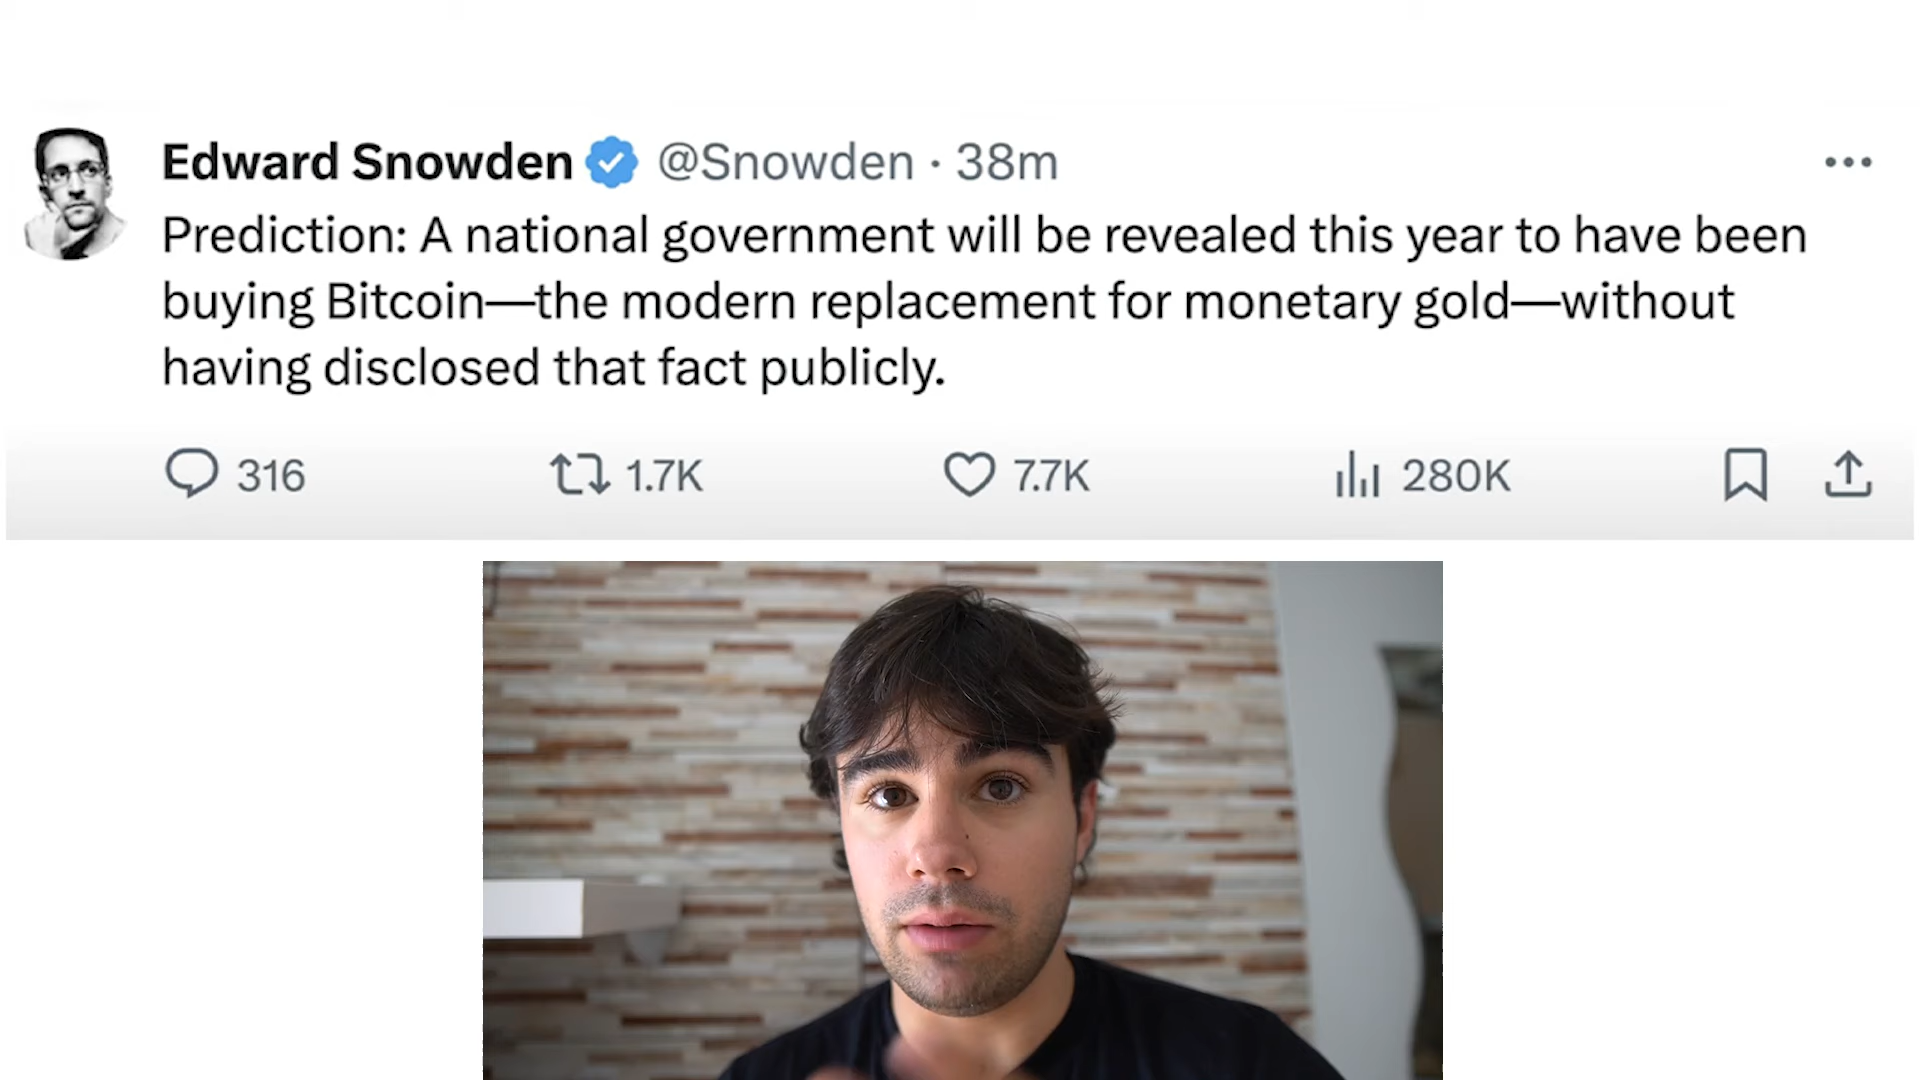 Edward Snowden @Snowden · 38m
Prediction: A national government will be revealed this year to have been
buying Bitcoin—the modern replacement for monetary gold—without
having disclosed that fact publicly.
316 1.7K 7.7K 280K